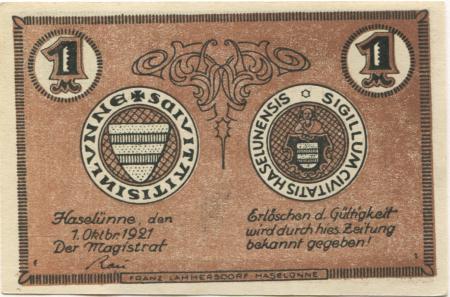 1 M
1 M
SIGILLUM CIVITATIS HASELUNENSIS
Haselünne, den
1. Oktbr. 1921
Der Magistrat
Erlöschen d. Gültigkeit
wird durch hies. Zeitung
bekannt gegeben!
FRANZ LAMMERSDORF HASELÜNNE